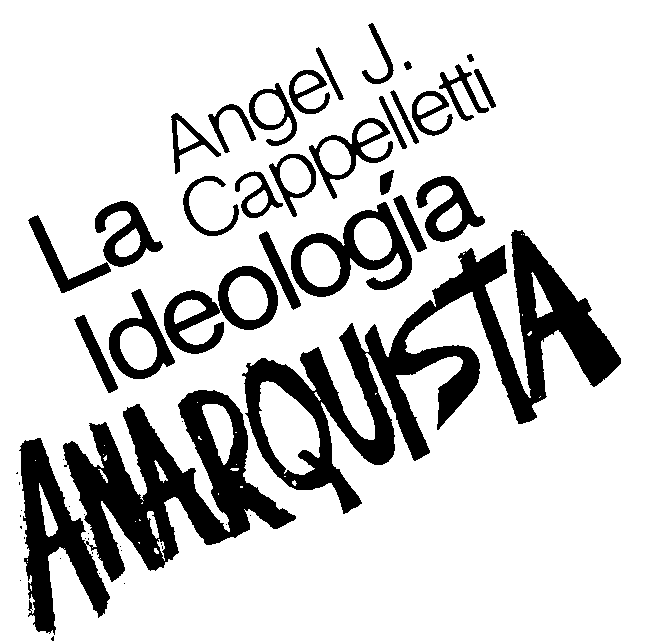 Angel J.
Cappelletti
La
Ideología
ANARQUISTA